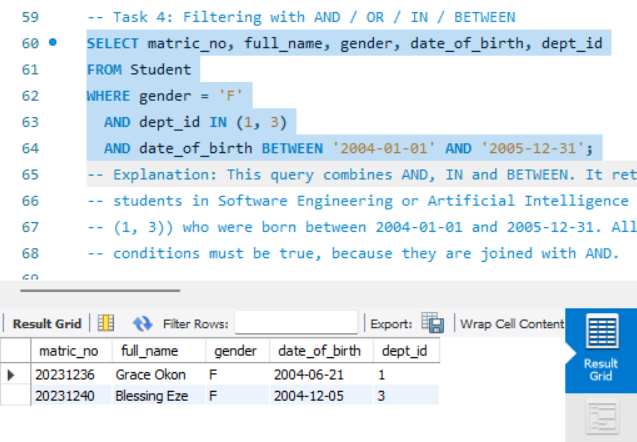 59 -- Task 4: Filtering with AND / OR / IN / BETWEEN
60 SELECT matric_no, full_name, gender, date_of_birth, dept_id
61 FROM Student
62 WHERE gender = 'F'
63 AND dept_id IN (1, 3)
64 AND date_of_birth BETWEEN '2004-01-01' AND '2005-12-31';
65 -- Explanation: This query combines AND, IN and BETWEEN. It ret
66 -- students in Software Engineering or Artificial Intelligence
67 -- (1, 3)) who were born between 2004-01-01 and 2005-12-31. All
68 -- conditions must be true, because they are joined with AND.
69
Result Grid Filter Rows: Export: Wrap Cell Content
matric_no full_name gender date_of_birth dept_id
20231236 Grace Okon F 2004-06-21 1
20231240 Blessing Eze F 2004-12-05 3
Result
Grid